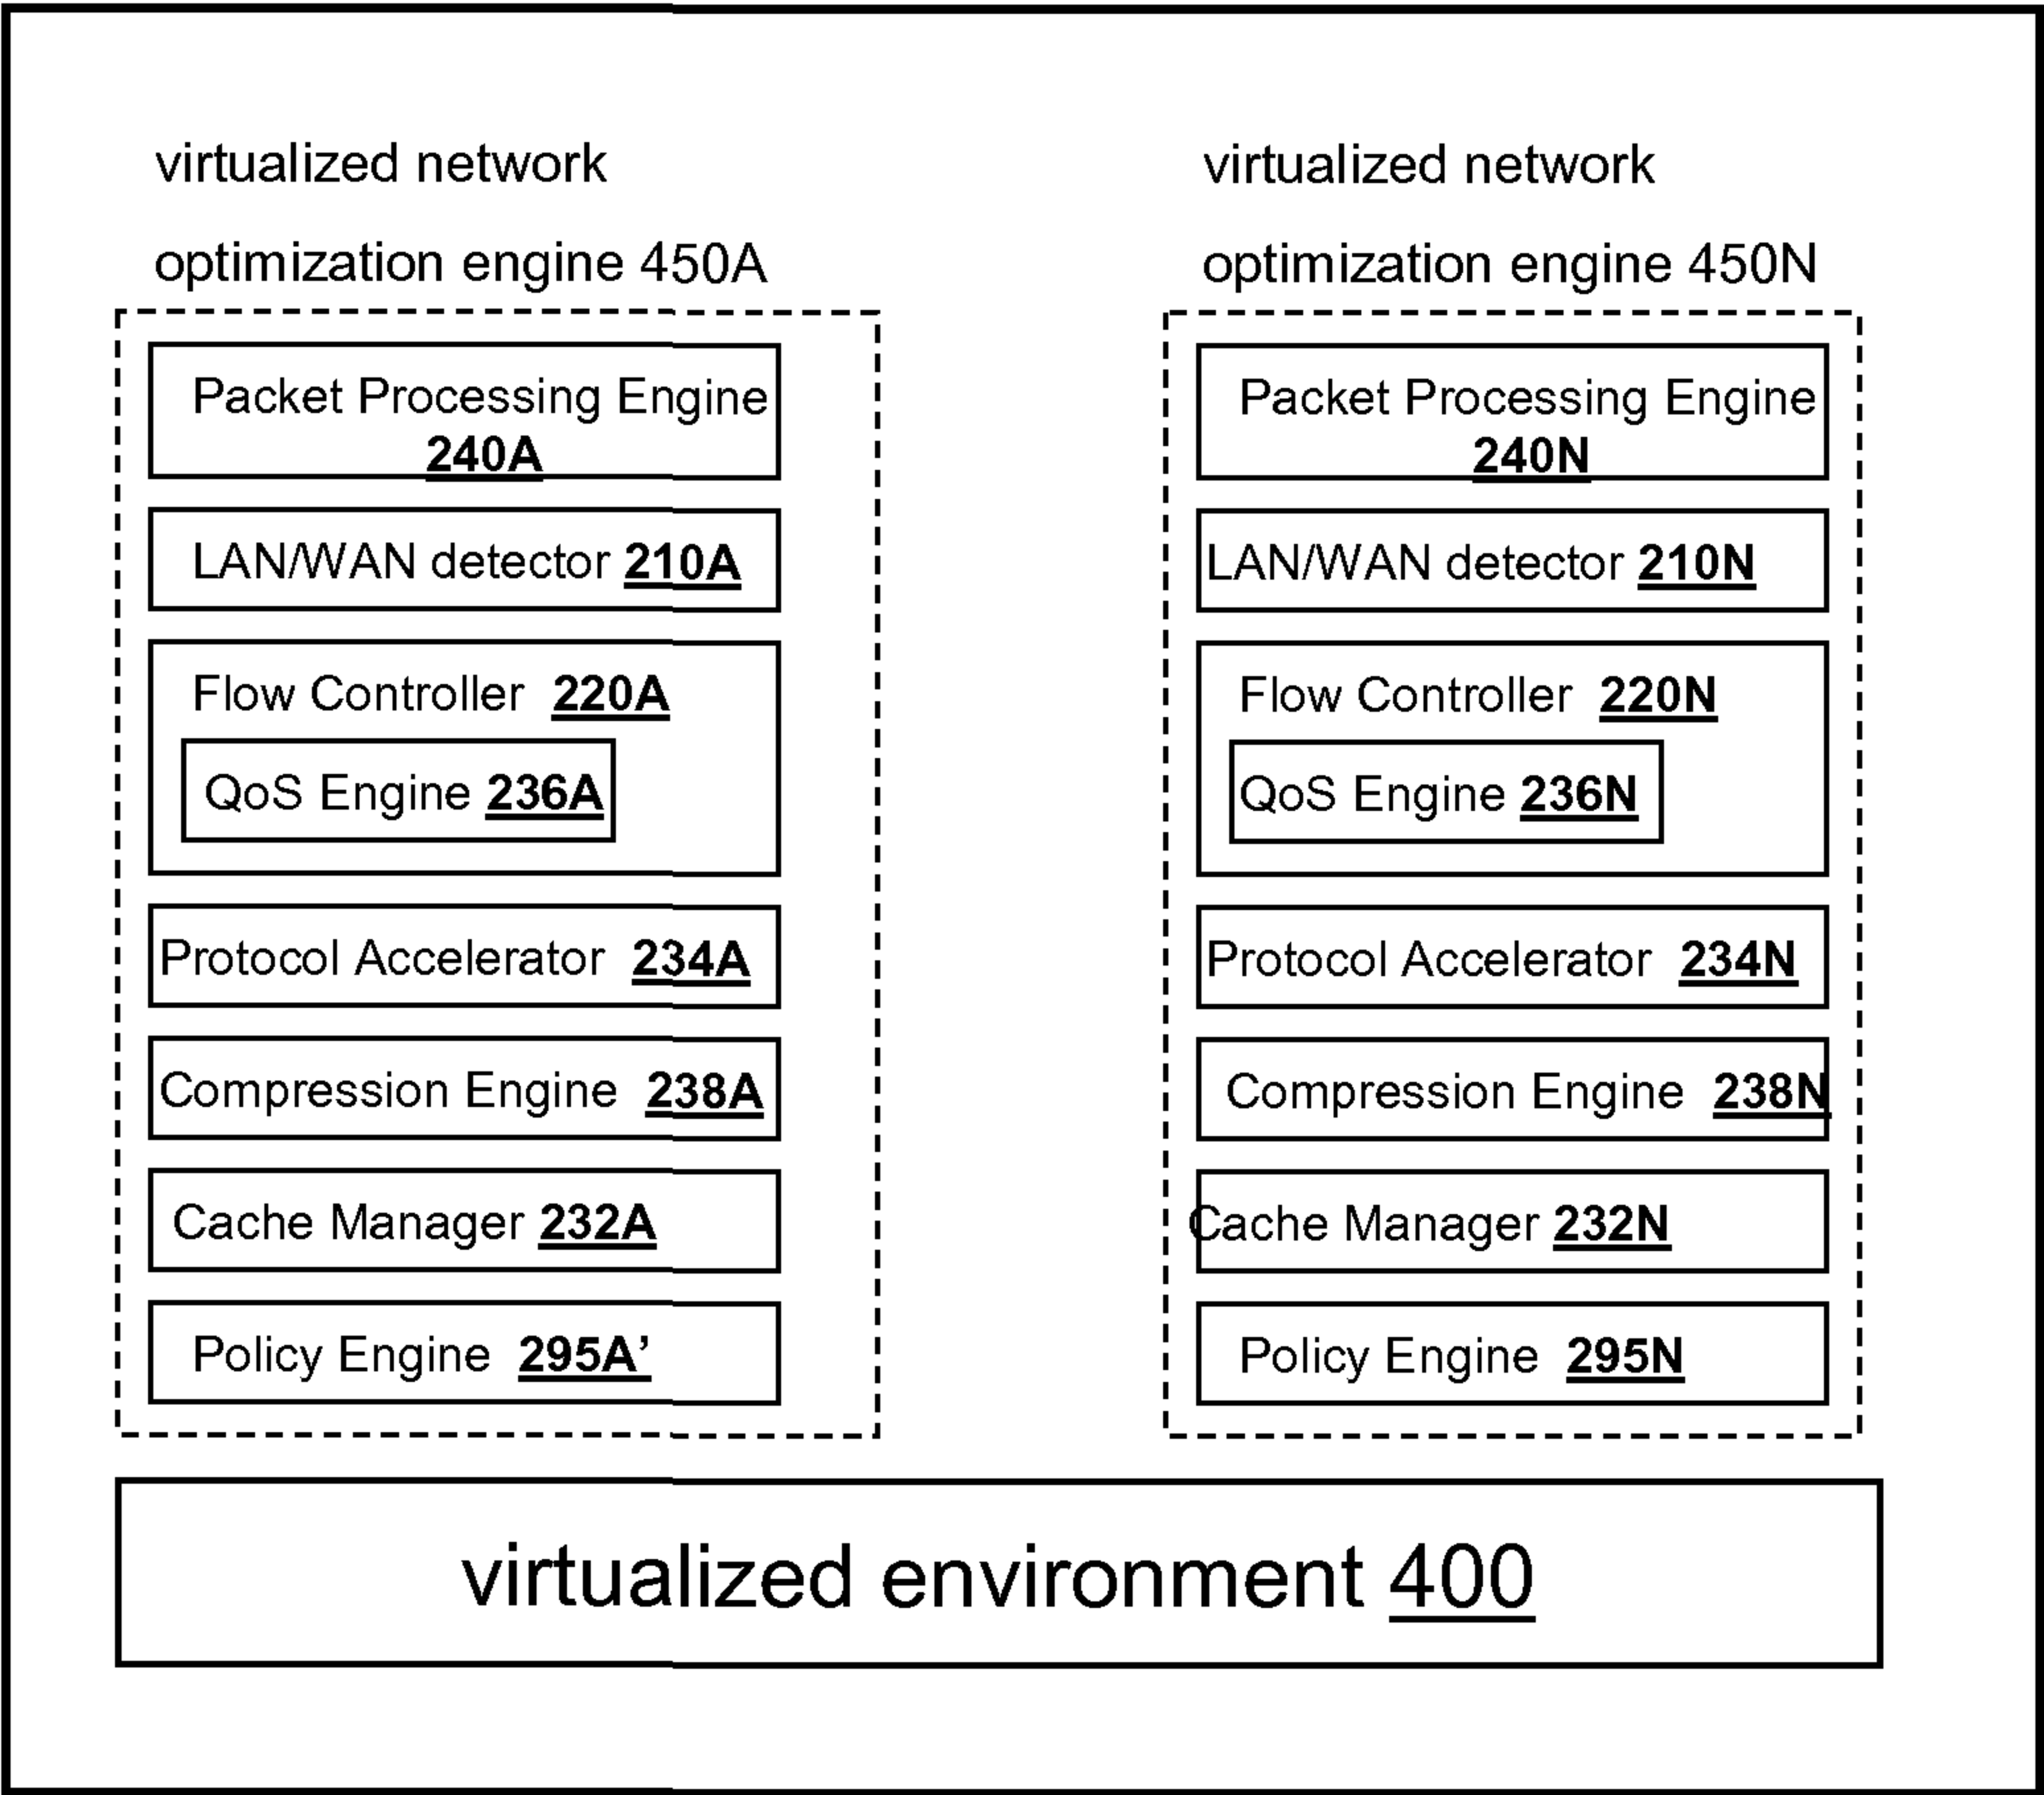 virtualized network
optimization engine 450A
Packet Processing Engine
240A
LAN/WAN detector 210A
Flow Controller 220A
QoS Engine 236A
Protocol Accelerator 234A
Compression Engine 238A
Cache Manager 232A
Policy Engine 295A’
virtualized network
optimization engine 450N
Packet Processing Engine
240N
LAN/WAN detector 210N
Flow Controller 220N
QoS Engine 236N
Protocol Accelerator 234N
Compression Engine 238N
Cache Manager 232N
Policy Engine 295N
virtualized environment 400